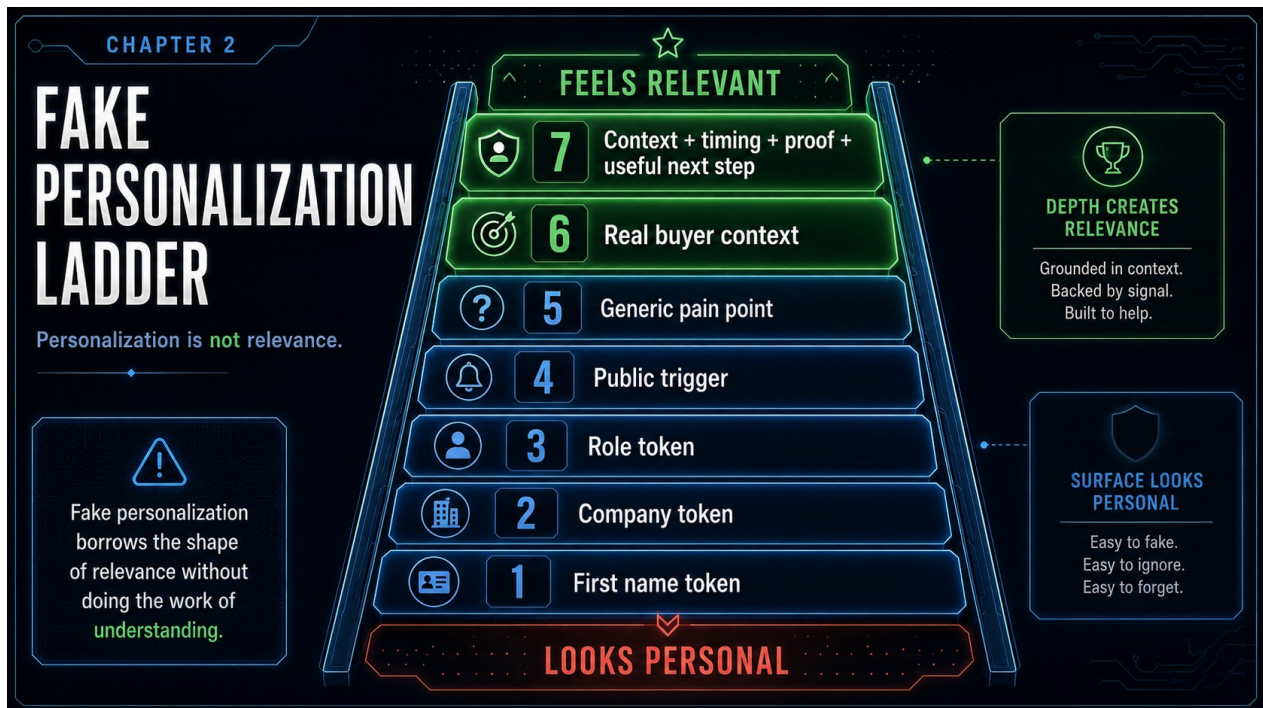 CHAPTER 2
FAKE
PERSONALIZATION
LADDER
Personalization is not relevance.
Fake personalization
borrows the shape
of relevance without
doing the work of
understanding.
FEELS RELEVANT
7
Context + timing + proof +
useful next step
6
Real buyer context
5
Generic pain point
4
Public trigger
3
Role token
2
Company token
1
First name token
LOOKS PERSONAL
DEPTH CREATES
RELEVANCE
Grounded in context.
Backed by signal.
Built to help.
SURFACE LOOKS
PERSONAL
Easy to fake.
Easy to ignore.
Easy to forget.